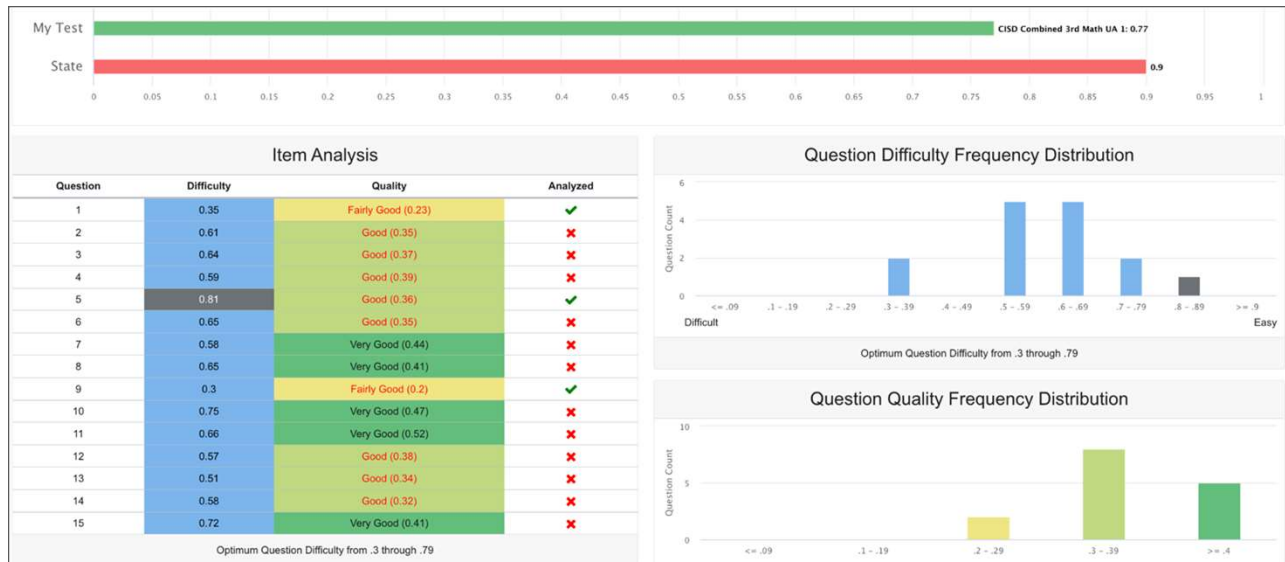 My Test
CISD Combined 3rd Math UA 1: 0.77
State
0.9
0 0.05 0.1 0.15 0.2 0.25 0.3 0.35 0.4 0.45 0.5 0.55 0.6 0.65 0.7 0.75 0.8 0.85 0.9 0.95 1
Item Analysis
Question Difficulty Quality Analyzed
1 0.35 Fairly Good (0.23)
2 0.61 Good (0.35)
3 0.64 Good (0.37)
4 0.59 Good (0.39)
5 0.81 Good (0.36)
6 0.65 Good (0.35)
7 0.58 Very Good (0.44)
8 0.65 Very Good (0.41)
9 0.3 Fairly Good (0.2)
10 0.75 Very Good (0.47)
11 0.66 Very Good (0.52)
12 0.57 Good (0.38)
13 0.51 Good (0.34)
14 0.58 Good (0.32)
15 0.72 Very Good (0.41)
Optimum Question Difficulty from .3 through .79
Question Difficulty Frequency Distribution
Question Count
6
4
2
0
<= .09 .1 - .19 .2 - .29 .3 - .39 .4 - .49 .5 - .59 .6 - .69 .7 - .79 .8 - .89 >= .9
Difficult Easy
Optimum Question Difficulty from .3 through .79
Question Quality Frequency Distribution
Question Count
10
5
0
<= .09 .1 - .19 .2 - .29 .3 - .39 >= .4